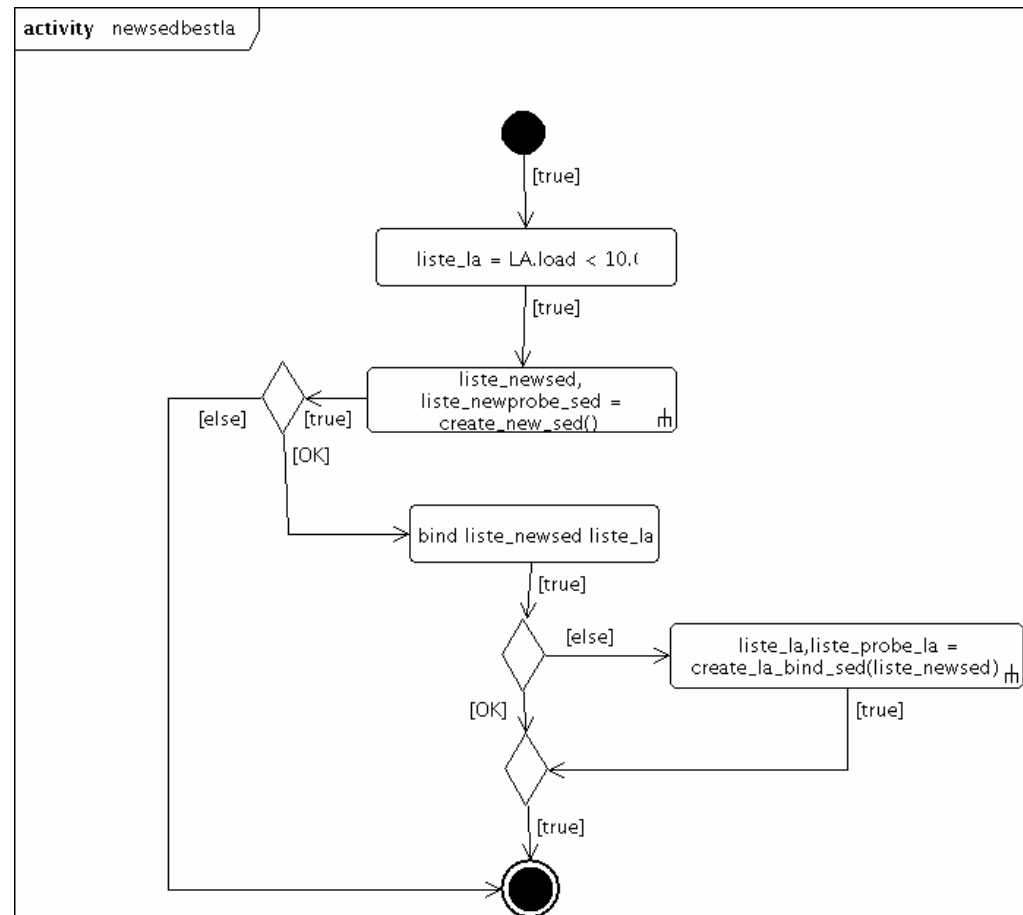 activity newsedbestla
[true]
liste_la = LA.load < 10.(
[true]
liste_newsed,
liste_newprobe_sed =
create_new_sed()
[else]
[true]
[OK]
bind liste_newsed liste_la
[true]
[else]
liste_la,liste_probe_la =
create_la_bind_sed(liste_newsed)
[OK]
[true]
[true]